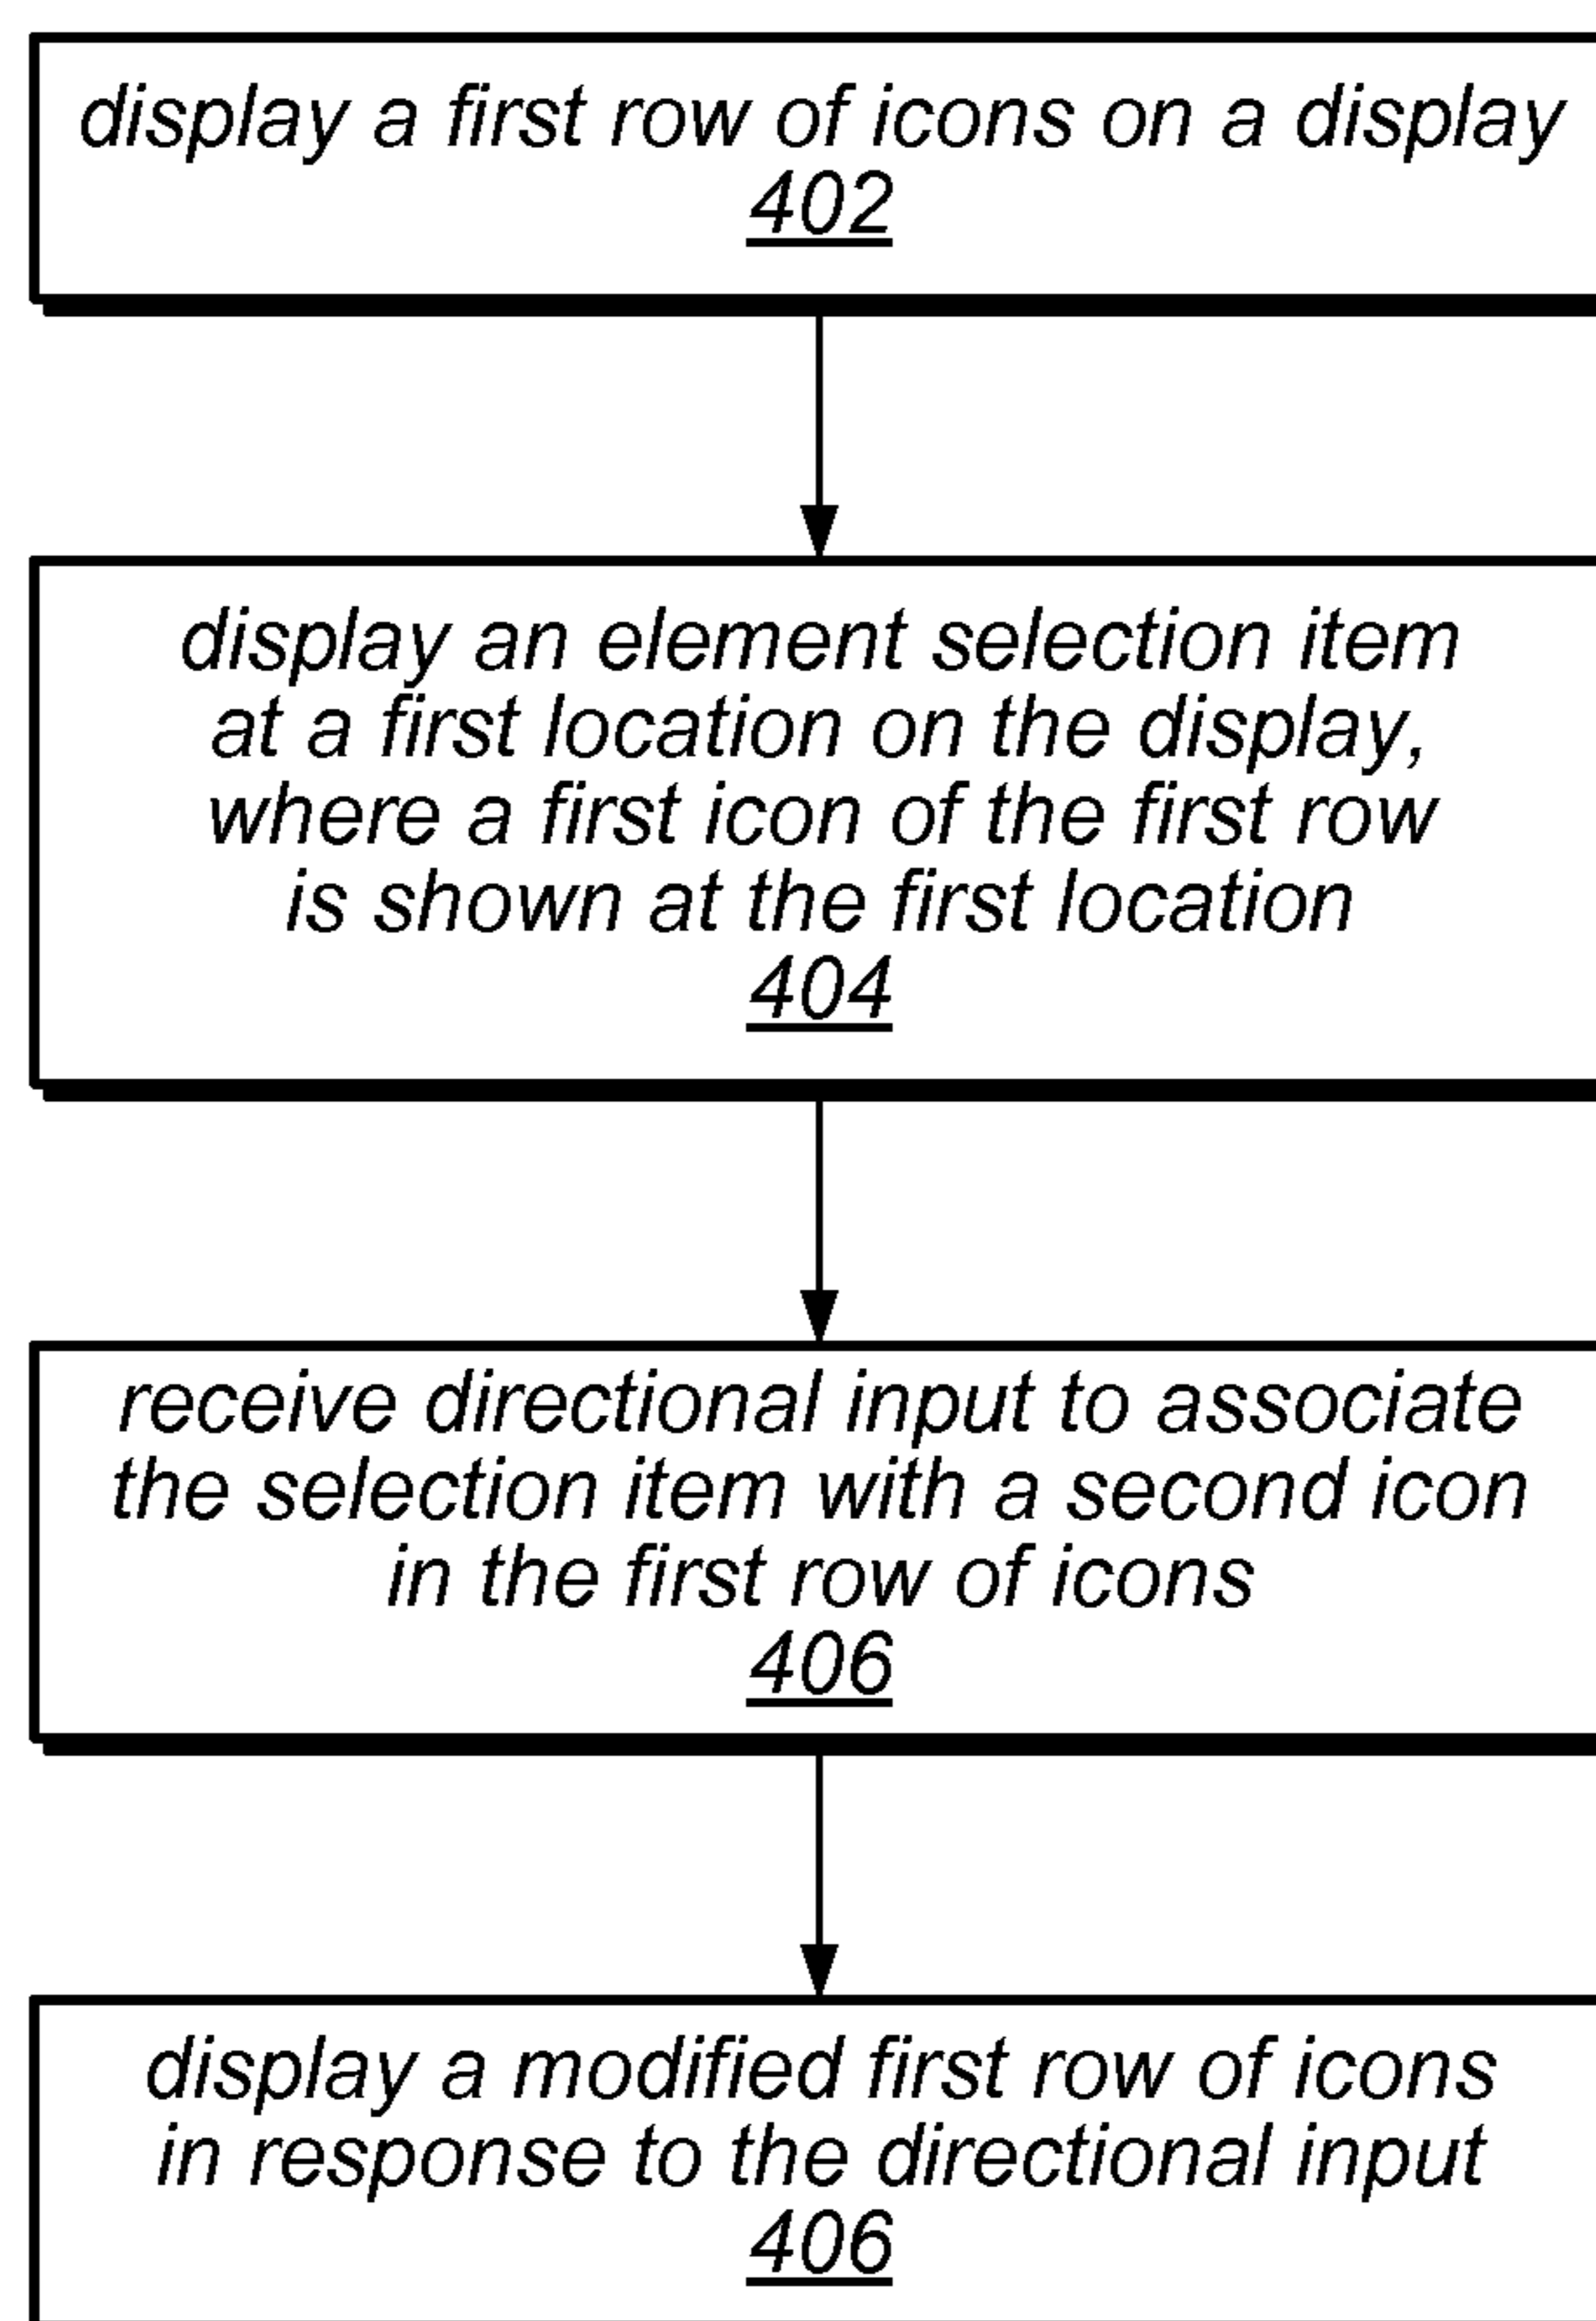 display a first row of icons on a display
402
display an element selection item
at a first location on the display,
where a first icon of the first row
is shown at the first location
404
receive directional input to associate
the selection item with a second icon
in the first row of icons
406
display a modified first row of icons
in response to the directional input
406